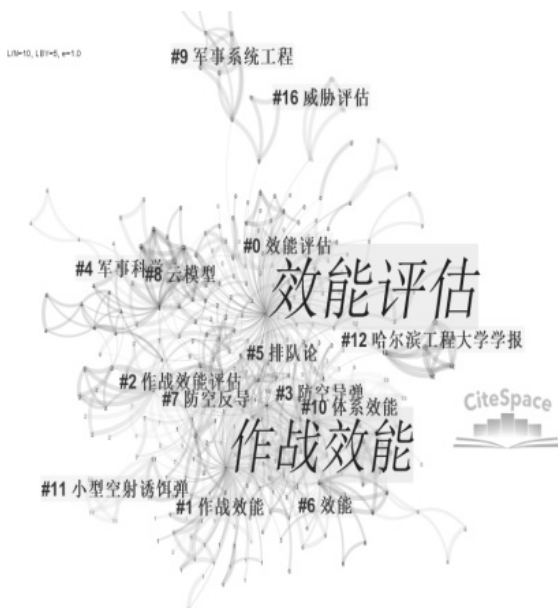 #9 军事系统工程
L/N=10, LBY=5, e=1.0
#16 威胁评估
#0 效能评估
#4 军事科学
#8 云模型
效能评估
#12 哈尔滨工程大学学报
#5 排队论
#2 作战效能评估
#3 防空导弹
#7 防空反导
#10 体系效能
CiteSpace
作战效能
#11 小型空射诱饵弹
#1 作战效能
#6 效能